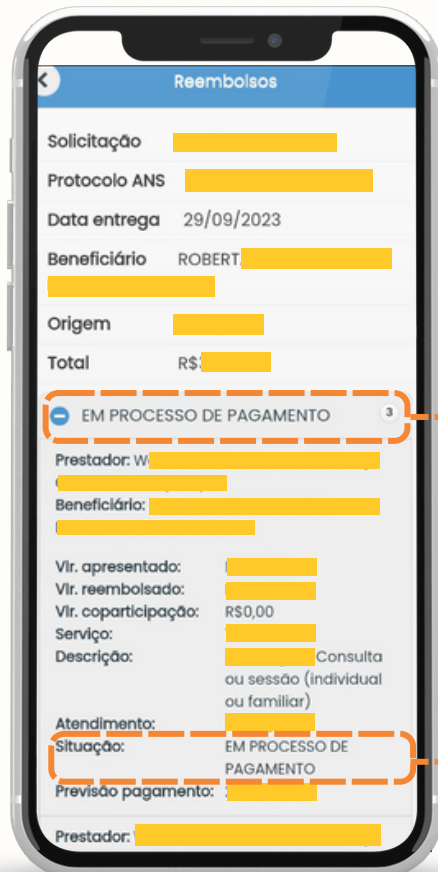 Reembolsos
Solicitação
Protocolo ANS
Data entrega 29/09/2023
Beneficiário ROBERT
Origem
Total R$
EM PROCESSO DE PAGAMENTO 3
Prestador:
Beneficiário:
Vlr. apresentado:
Vlr. reembolsado:
Vlr. coparticipação: R$0,00
Serviço:
Descrição: Consulta
ou sessão (individual
ou familiar)
Atendimento:
Situação: EM PROCESSO DE
PAGAMENTO
Previsão pagamento:
Prestador: